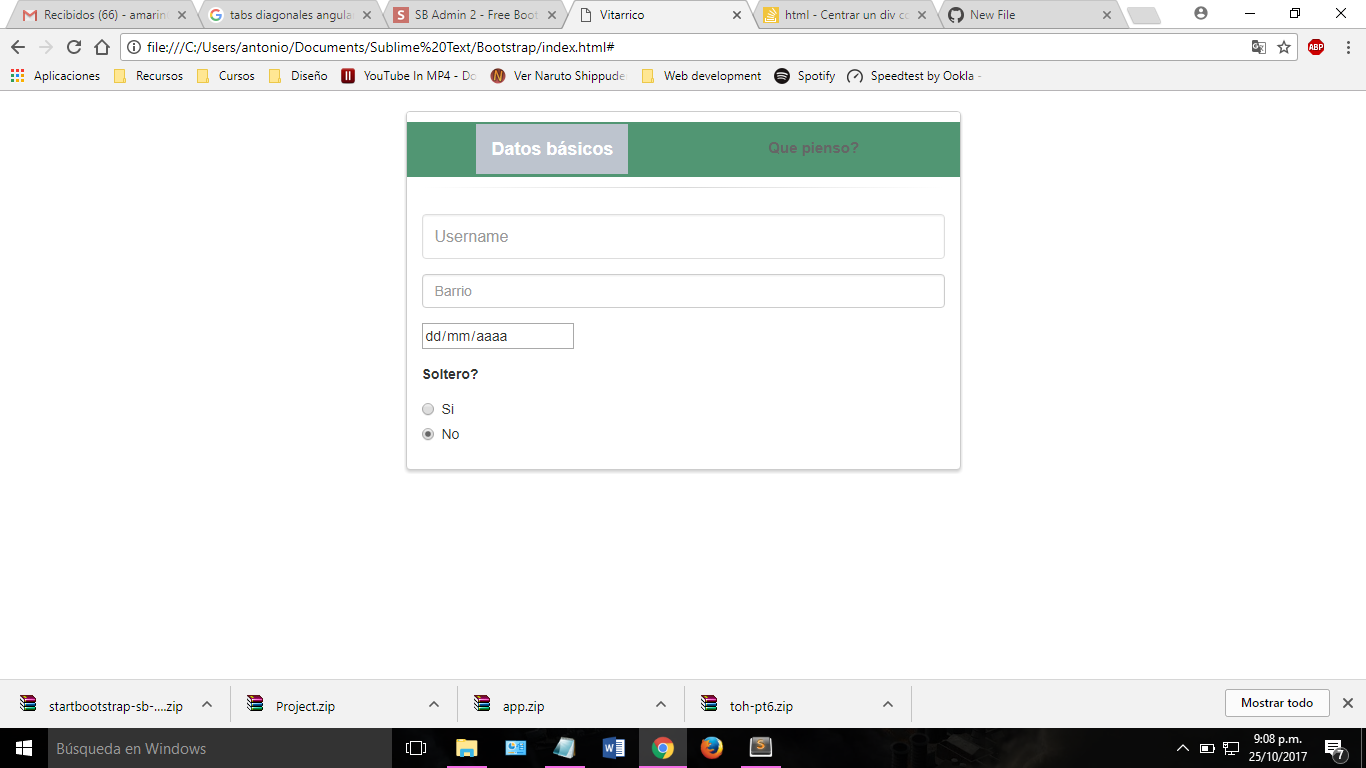 Recibidos (66) - amarin
tabs diagonales angula
SB Admin 2 - Free Boot
Vitarrico
html - Centrar un div co
New File
file:///C:/Users/antonio/Documents/Sublime%20Text/Bootstrap/index.html#
ABP
Aplicaciones
Recursos
Cursos
Diseño
YouTube In MP4 - Do
Ver Naruto Shippude
Web development
Spotify
Speedtest by Ookla -
Datos básicos
Que pienso?
Username
Barrio
dd/mm/aaaa
Soltero?
Si
No
startbootstrap-sb-....zip
Project.zip
app.zip
toh-pt6.zip
Mostrar todo
Búsqueda en Windows
9:08 p.m.
25/10/2017
7